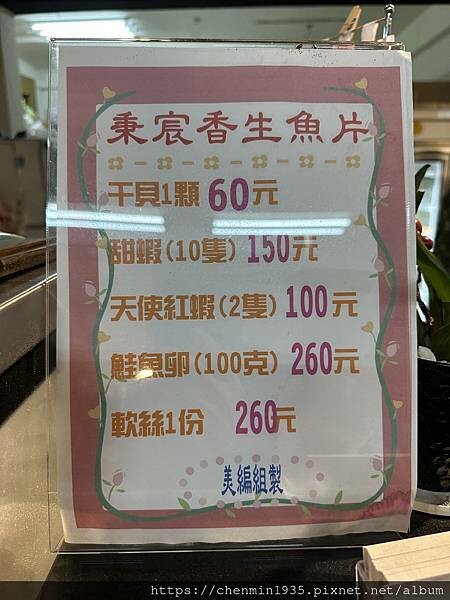 秉宸香生魚片
干貝1顆60元
甜蝦(10隻)150元
天使紅蝦(2隻)100元
鮭魚卵(100克)260元
軟絲1份 260元
美編組製
https://chenmin1935.pixnet.net/album